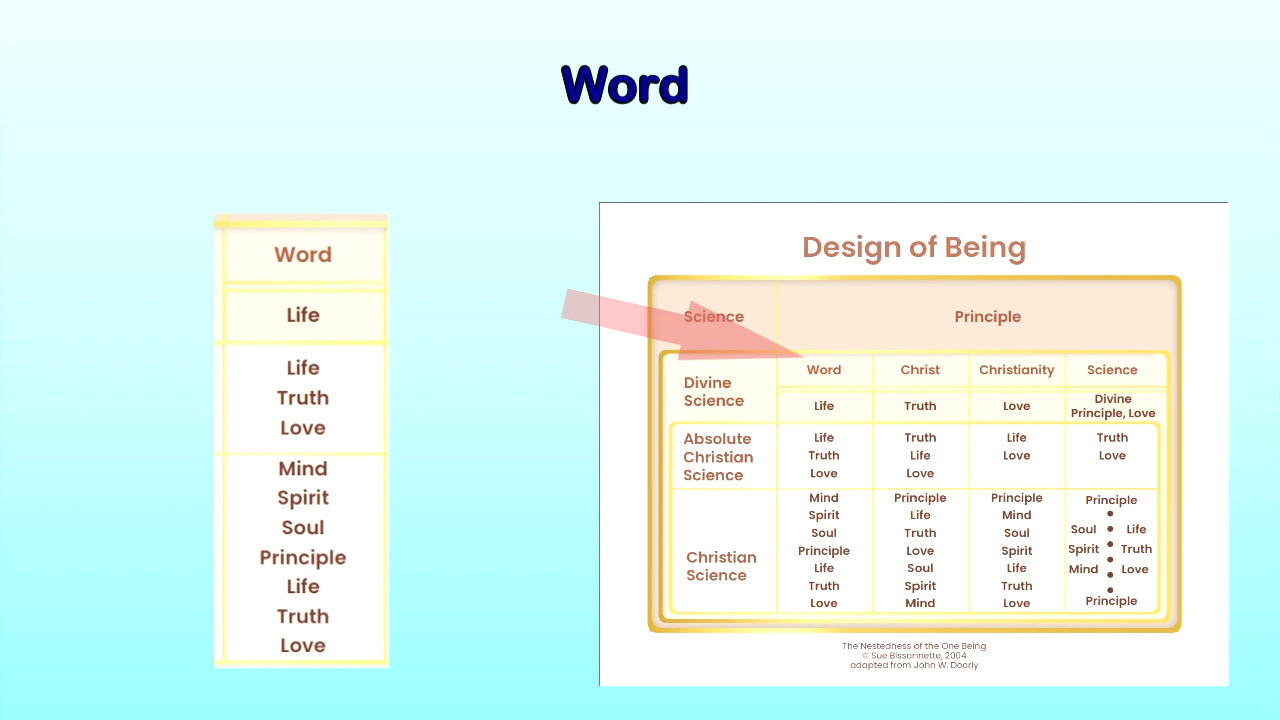 Word
Word
Life
Life
Truth
Love
Mind
Spirit
Soul
Principle
Life
Truth
Love
Design of Being
Science Principle
Divine Science
Word Christ Christianity Science
Life Truth Love Divine Principle, Love
Absolute Christian Science
Life Truth Life Truth
Truth Life Love Love
Love Love
Christian Science
Mind Principle Principle Principle
Spirit Life Mind
Soul Truth Soul Soul Life
Principle Love Spirit Spirit Truth
Life Soul Life Mind Love
Truth Spirit Truth
Love Mind Love Principle
The Nestedness of the One Being
© Sue Bissonnette, 2004
adapted from John W. Doorly